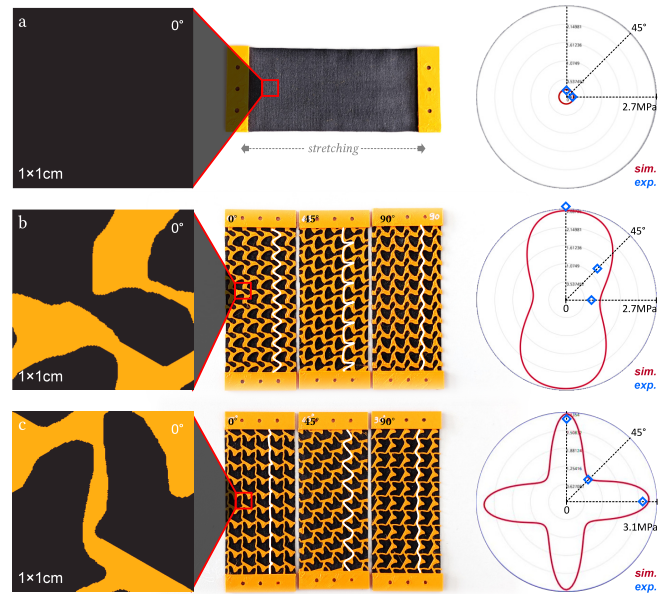 a
0°
1×1cm
stretching
45°
2.7MPa
sim.
exp.
b
0°
1×1cm
0°
45°
90°
90
45°
0
2.7MPa
sim.
exp.
c
0°
1×1cm
0°
45°
90°
45°
0
3.1MPa
sim.
exp.